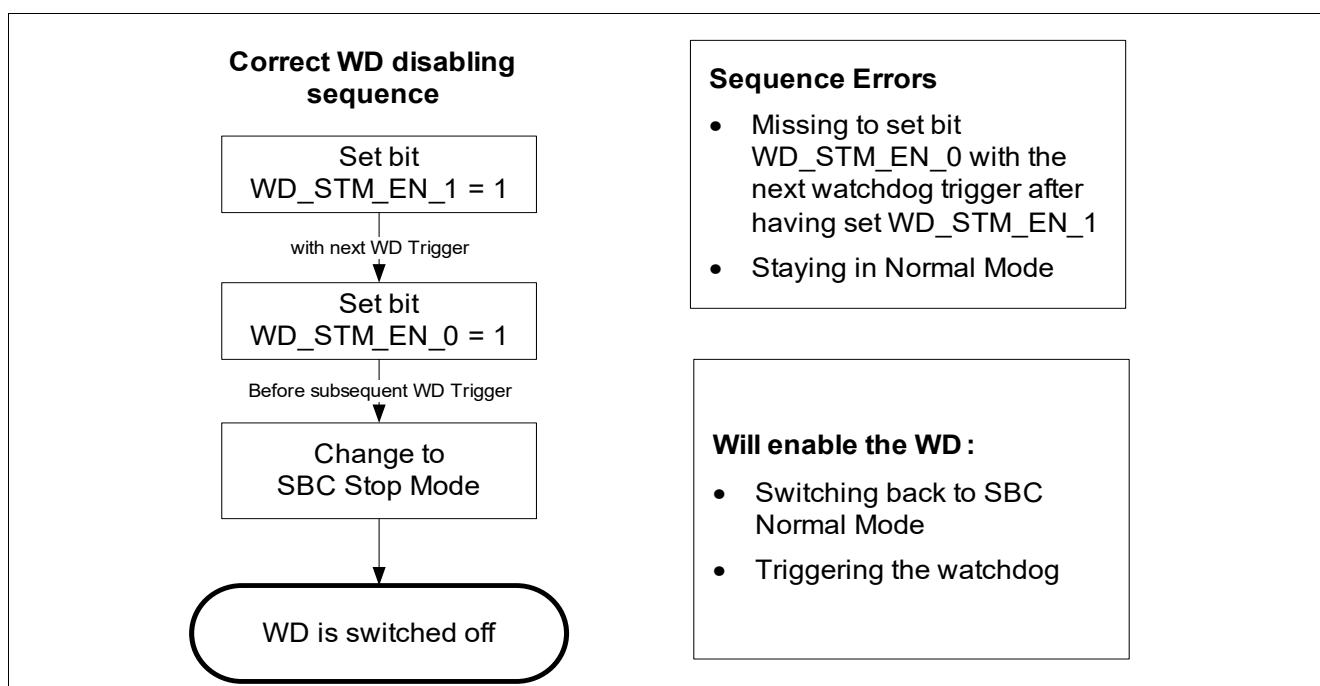 Correct WD disabling
sequence
Set bit
WD_STM_EN_1 = 1
with next WD Trigger
Set bit
WD_STM_EN_0 = 1
Before subsequent WD Trigger
Change to
SBC Stop Mode
WD is switched off
Sequence Errors
• Missing to set bit
WD_STM_EN_0 with the
next watchdog trigger after
having set WD_STM_EN_1
• Staying in Normal Mode
Will enable the WD :
• Switching back to SBC
Normal Mode
• Triggering the watchdog